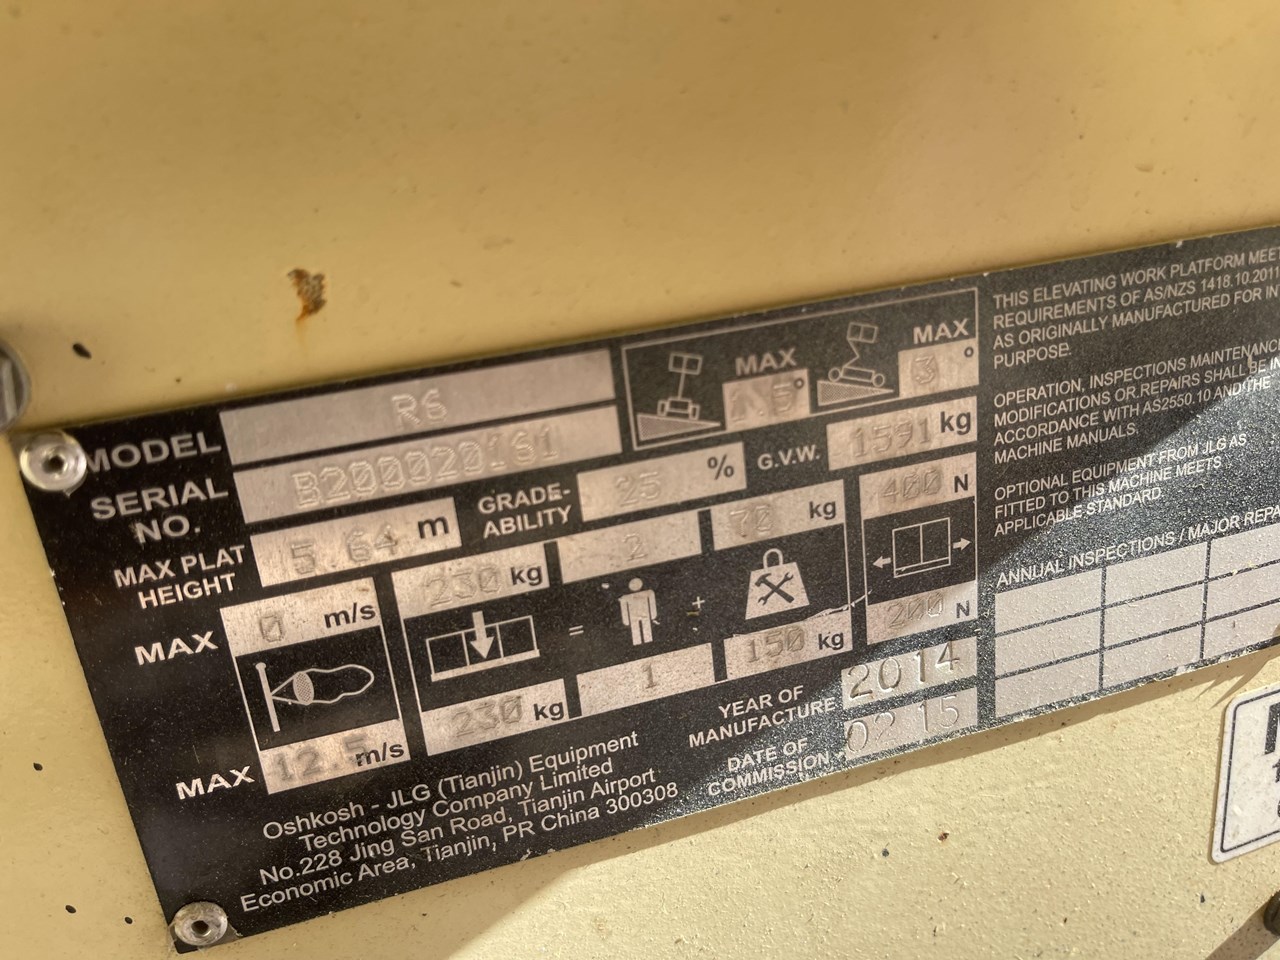 MODEL R6
SERIAL NO. B200020161
MAX PLAT HEIGHT 5.64 m
GRADE-ABILITY 25 %
G.V.W. 1591 kg
MAX 1.5°
MAX 3°
MAX 0 m/s
MAX 12.5 m/s
230 kg = 2 + 70 kg
230 kg 1 150 kg
400 N
200 N
YEAR OF MANUFACTURE 2014
DATE OF COMMISSION 02 15
Oshkosh - JLG (Tianjin) Equipment
Technology Company Limited
No.228 Jing San Road, Tianjin Airport
Economic Area, Tianjin, PR China 300308
THIS ELEVATING WORK PLATFORM MEET
REQUIREMENTS OF AS/NZS 1418.10.2011
AS ORIGINALLY MANUFACTURED FOR IN
PURPOSE.
OPERATION, INSPECTIONS MAINTENANCE
MODIFICATIONS OR REPAIRS SHALL BE IN
ACCORDANCE WITH AS2550.10 AND THE
MACHINE MANUALS.
OPTIONAL EQUIPMENT FROM JLG AS
FITTED TO THIS MACHINE MEETS
APPLICABLE STANDARD.
ANNUAL INSPECTIONS / MAJOR REPA